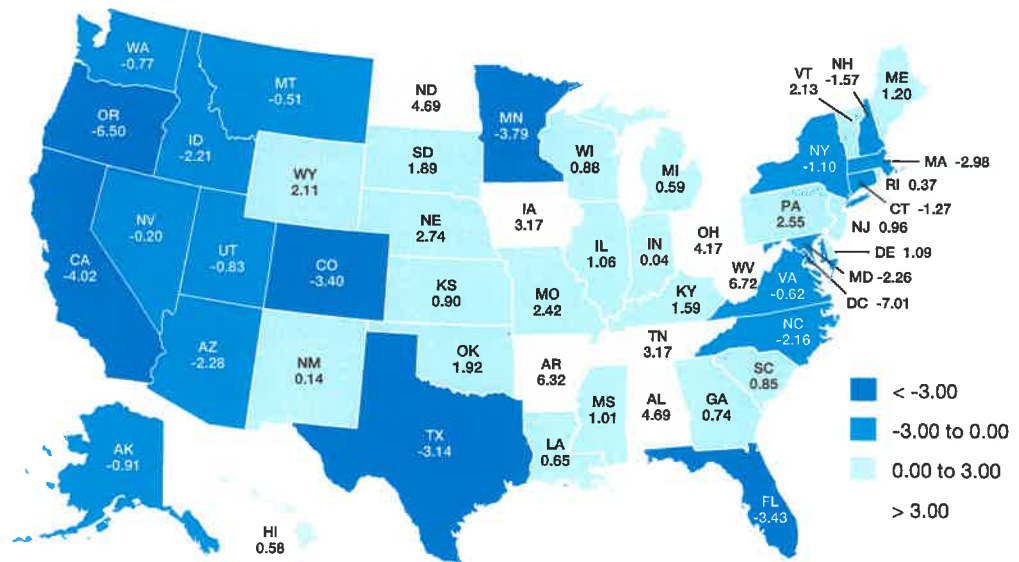 WA
-0.77
OR
-6.50
CA
-4.02
NV
-0.20
ID
-2.21
MT
-0.51
WY
2.11
UT
-0.83
AZ
-2.28
CO
-3.40
NM
0.14
ND
4.69
SD
1.89
NE
2.74
KS
0.90
OK
1.92
TX
-3.14
MN
-3.79
IA
3.17
MO
2.42
AR
6.32
LA
0.65
WI
0.88
IL
1.06
MI
0.59
IN
0.04
OH
4.17
KY
1.59
WV
6.72
TN
3.17
MS
1.01
AL
4.69
GA
0.74
FL
-3.43
SC
0.85
NC
-2.16
VA
-0.62
PA
2.55
NY
-1.10
VT
2.13
NH
-1.57
ME
1.20
MA -2.98
RI 0.37
CT -1.27
NJ 0.96
DE 1.09
MD -2.26
DC -7.01
AK
-0.91
HI
0.58
< -3.00
-3.00 to 0.00
0.00 to 3.00
> 3.00